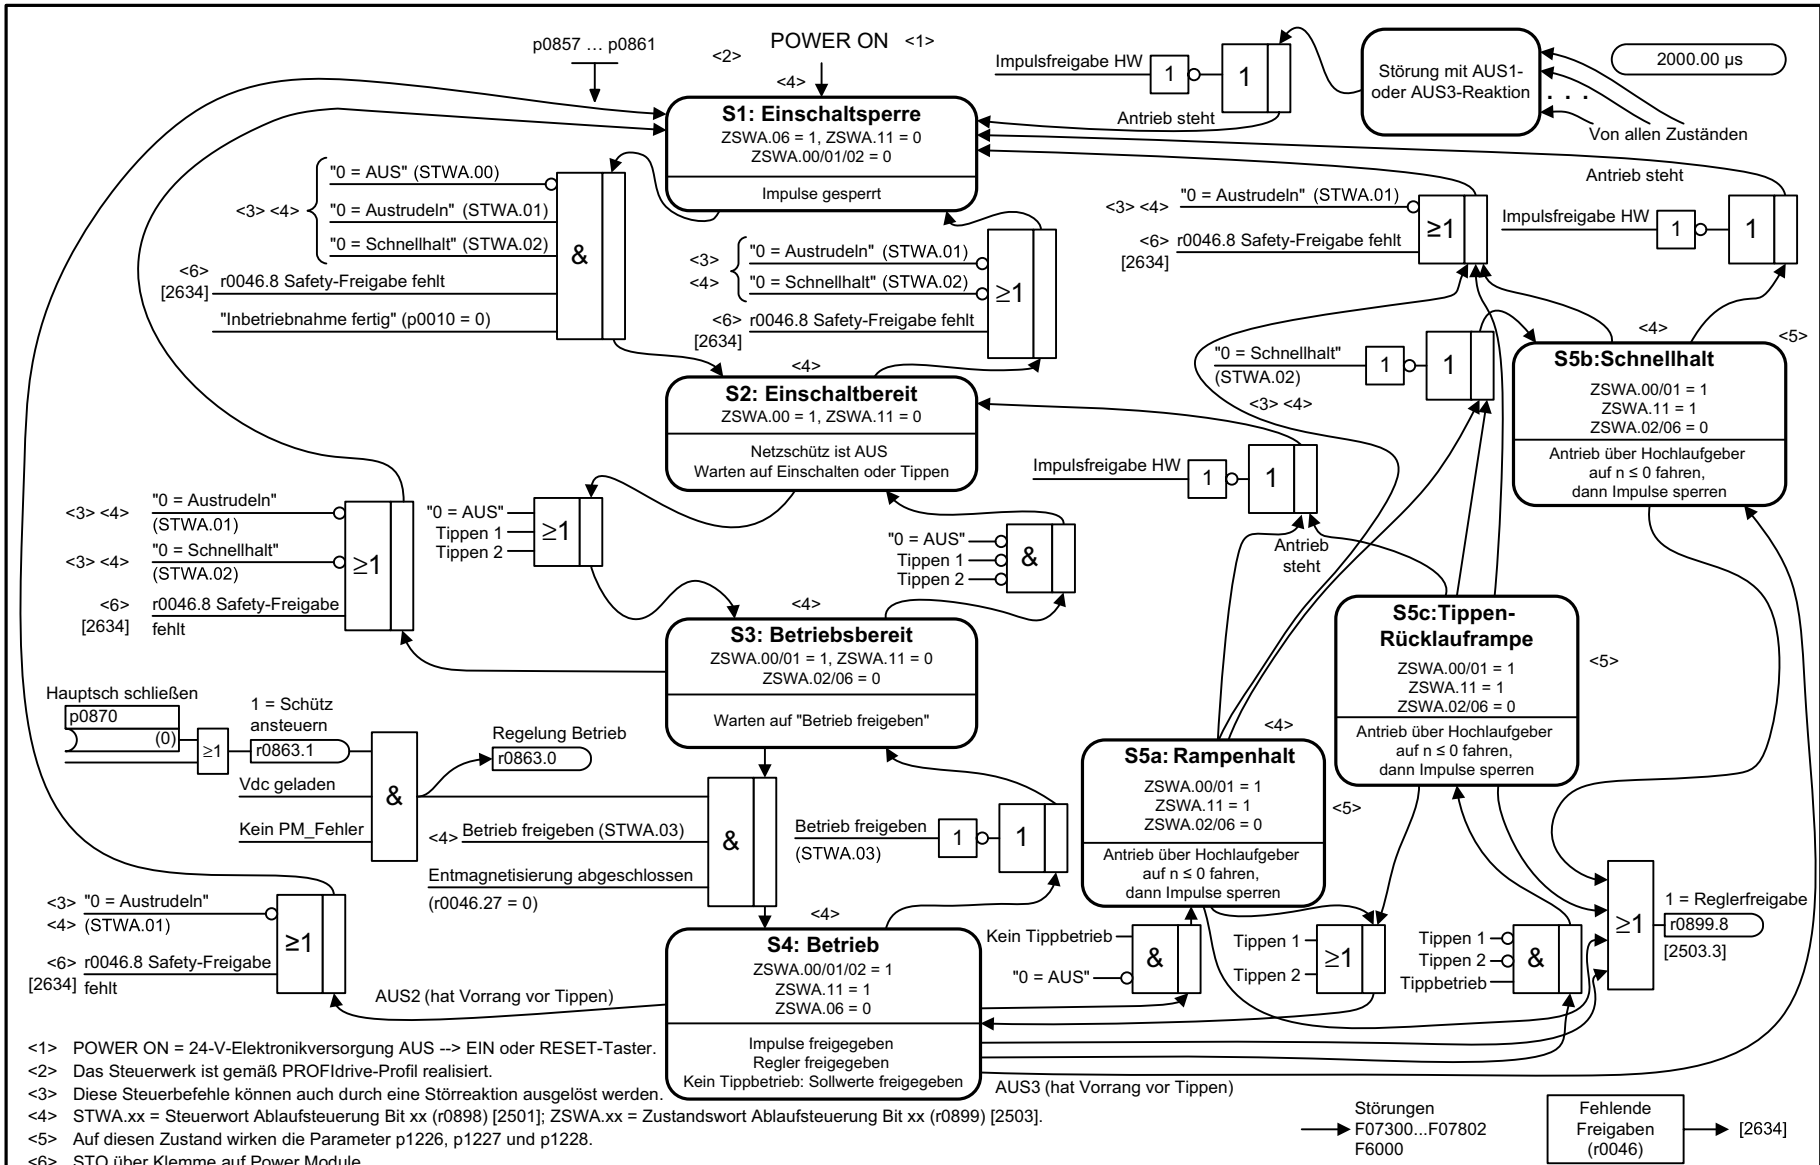 p0857 ... p0861
<2>
POWER ON <1>
<4>
S1: Einschaltsperre
ZSWA.06 = 1, ZSWA.11 = 0
ZSWA.00/01/02 = 0
Impulse gesperrt
Impulsfreigabe HW
1
1
Antrieb steht
Störung mit AUS1-
oder AUS3-Reaktion
2000.00 µs
. . .
Von allen Zuständen
<3> <4>
"0 = AUS" (STWA.00)
"0 = Austrudeln" (STWA.01)
"0 = Schnellhalt" (STWA.02)
<6>
[2634]
r0046.8 Safety-Freigabe fehlt
"Inbetriebnahme fertig" (p0010 = 0)
&
<3>
<4>
"0 = Austrudeln" (STWA.01)
"0 = Schnellhalt" (STWA.02)
<6>
[2634]
r0046.8 Safety-Freigabe fehlt
≥1
<3> <4>
"0 = Austrudeln" (STWA.01)
<6>
[2634]
r0046.8 Safety-Freigabe fehlt
≥1
Antrieb steht
Impulsfreigabe HW
1
1
"0 = Schnellhalt"
(STWA.02)
<3> <4>
1
1
<4>
<5>
S5b:Schnellhalt
ZSWA.00/01 = 1
ZSWA.11 = 1
ZSWA.02/06 = 0
Antrieb über Hochlaufgeber
auf n ≤ 0 fahren,
dann Impulse sperren
<4>
S2: Einschaltbereit
ZSWA.00 = 1, ZSWA.11 = 0
Netzschütz ist AUS
Warten auf Einschalten oder Tippen
Impulsfreigabe HW
1
1
Antrieb
steht
<3> <4>
"0 = Austrudeln"
(STWA.01)
<3> <4>
"0 = Schnellhalt"
(STWA.02)
<6>
[2634]
r0046.8 Safety-Freigabe
fehlt
≥1
"0 = AUS"
Tippen 1
Tippen 2
≥1
"0 = AUS"
Tippen 1
Tippen 2
&
<4>
S3: Betriebsbereit
ZSWA.00/01 = 1, ZSWA.11 = 0
ZSWA.02/06 = 0
Warten auf "Betrieb freigeben"
S5c:Tippen-
Rücklauframpe
ZSWA.00/01 = 1
ZSWA.11 = 1
ZSWA.02/06 = 0
Antrieb über Hochlaufgeber
auf n ≤ 0 fahren,
dann Impulse sperren
<5>
Hauptsch schließen
p0870
(0)
≥1
1 = Schütz
ansteuern
r0863.1
Vdc geladen
Kein PM_Fehler
&
Regelung Betrieb
r0863.0
<4> Betrieb freigeben (STWA.03)
Entmagnetisierung abgeschlossen
(r0046.27 = 0)
&
Betrieb freigeben
(STWA.03)
1
1
<4>
S5a: Rampenhalt
ZSWA.00/01 = 1
ZSWA.11 = 1
ZSWA.02/06 = 0
Antrieb über Hochlaufgeber
auf n ≤ 0 fahren,
dann Impulse sperren
<5>
<3>
<4>
"0 = Austrudeln"
(STWA.01)
<6>
[2634]
r0046.8 Safety-Freigabe
fehlt
≥1
AUS2 (hat Vorrang vor Tippen)
<4>
S4: Betrieb
ZSWA.00/01/02 = 1
ZSWA.11 = 1
ZSWA.06 = 0
Impulse freigegeben
Regler freigegeben
Kein Tippbetrieb: Sollwerte freigegeben
Kein Tippbetrieb
"0 = AUS"
&
Tippen 1
Tippen 2
≥1
Tippen 1
Tippen 2
Tippbetrieb
&
≥1
1 = Reglerfreigabe
r0899.8
[2503.3]
AUS3 (hat Vorrang vor Tippen)
<1> POWER ON = 24-V-Elektronikversorgung AUS --> EIN oder RESET-Taster.
<2> Das Steuerwerk ist gemäß PROFIdrive-Profil realisiert.
<3> Diese Steuerbefehle können auch durch eine Störreaktion ausgelöst werden.
<4> STWA.xx = Steuerwort Ablaufsteuerung Bit xx (r0898) [2501]; ZSWA.xx = Zustandswort Ablaufsteuerung Bit xx (r0899) [2503].
<5> Auf diesen Zustand wirken die Parameter p1226, p1227 und p1228.
<6> STO über Klemme auf Power Module
Störungen
F07300...F07802
F6000
Fehlende
Freigaben
(r0046)
[2634]